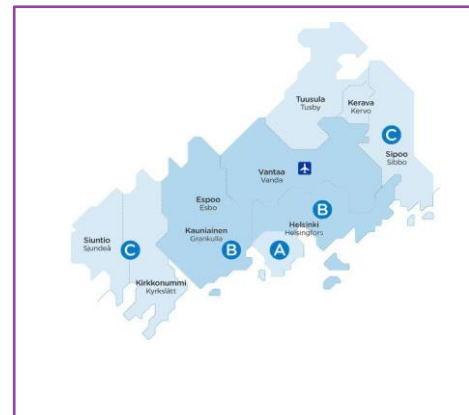 Tuusula
Tusby
Kerava
Kervo
C
Sipoo
Sibbo
Vantaa
Vanda
Espoo
Esbo
B
Helsinki
Helsingfors
Kauniainen
Grankulla
B
A
Siuntio
Sjundeå
C
Kirkkonummi
Kyrkslätt